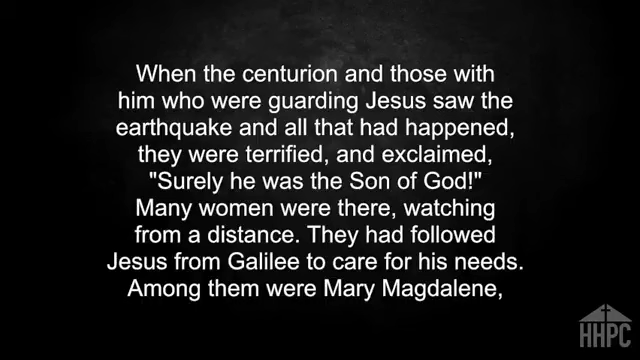 When the centurion and those with
him who were guarding Jesus saw the
earthquake and all that had happened,
they were terrified, and exclaimed,
"Surely he was the Son of God!"
Many women were there, watching
from a distance. They had followed
Jesus from Galilee to care for his needs.
Among them were Mary Magdalene,
HHPC